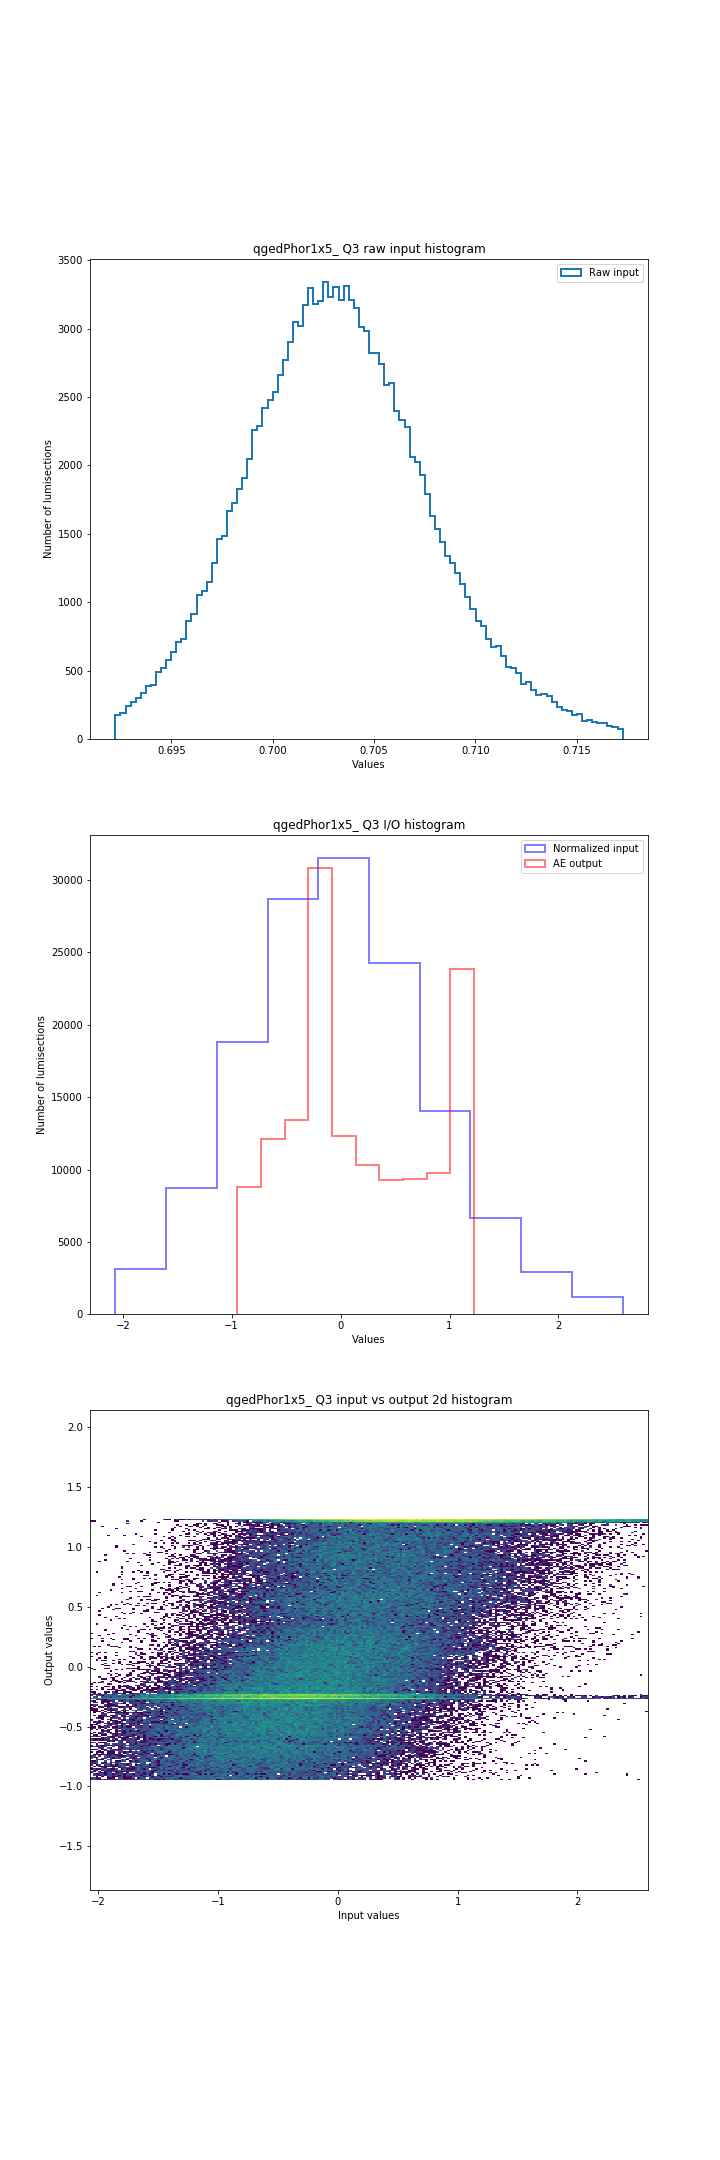 qgedPhor1x5_ Q3 raw input histogram
3500
3000
2500
2000
1500
1000
500
0
Number of lumisections
Raw input
0.695 0.700 0.705 0.710 0.715
Values
qgedPhor1x5_ Q3 I/O histogram
30000
25000
20000
15000
10000
5000
0
Number of lumisections
Normalized input
AE output
−2 −1 0 1 2
Values
qgedPhor1x5_ Q3 input vs output 2d histogram
2.0
1.5
1.0
0.5
0.0
−0.5
−1.0
−1.5
Output values
−2 −1 0 1 2
Input values